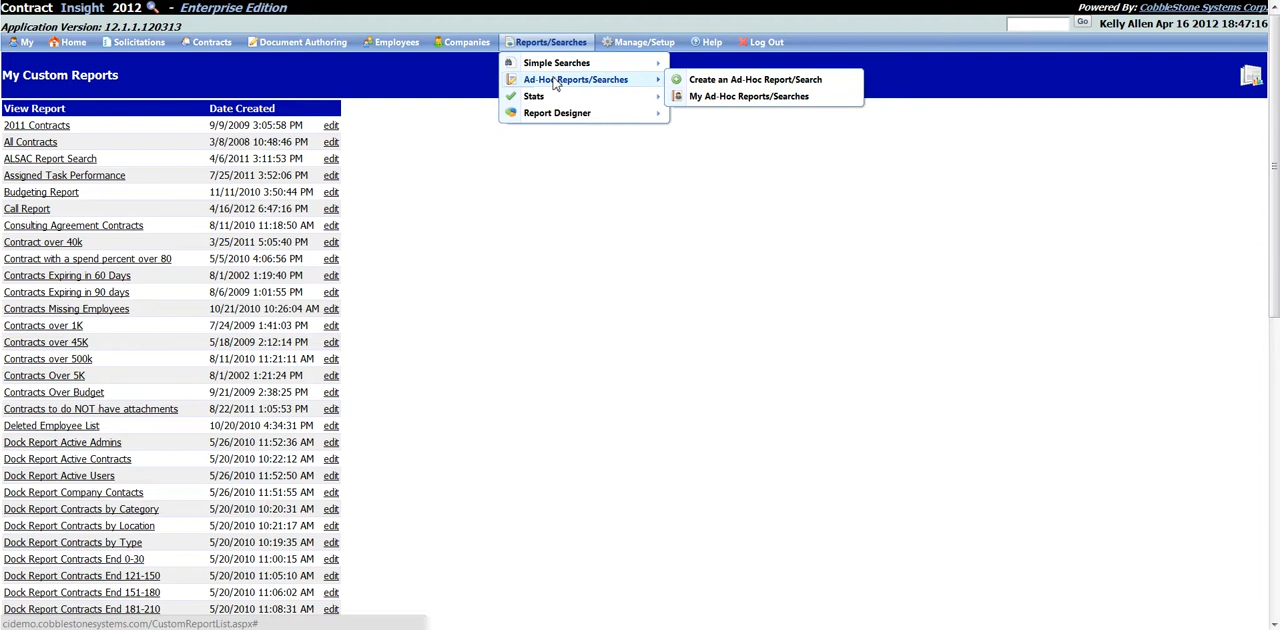 Contract Insight 2012 - Enterprise Edition
Powered By: CobbleStone Systems Corp.
Application Version: 12.1.1.120313
Go Kelly Allen Apr 16 2012 18:47:16
My Home Solicitations Contracts Document Authoring Employees Companies Reports/Searches Manage/Setup Help Log Out
Simple Searches
Ad-Hoc Reports/Searches
Stats
Report Designer
Create an Ad-Hoc Report/Search
My Ad-Hoc Reports/Searches
My Custom Reports
View Report Date Created
2011 Contracts 9/9/2009 3:05:58 PM edit
All Contracts 3/8/2008 10:48:46 PM edit
ALSAC Report Search 4/6/2011 3:11:53 PM edit
Assigned Task Performance 7/25/2011 3:52:06 PM edit
Budgeting Report 11/11/2010 3:50:44 PM edit
Call Report 4/16/2012 6:47:16 PM edit
Consulting Agreement Contracts 8/11/2010 11:18:50 AM edit
Contract over 40k 3/25/2011 5:05:40 PM edit
Contract with a spend percent over 80 5/5/2010 4:06:56 PM edit
Contracts Expiring in 60 Days 8/1/2002 1:19:40 PM edit
Contracts Expiring in 90 days 8/6/2009 1:01:55 PM edit
Contracts Missing Employees 10/21/2010 10:26:04 AM edit
Contracts over 1K 7/24/2009 1:41:03 PM edit
Contracts over 45K 5/18/2009 2:12:14 PM edit
Contracts over 500k 8/11/2010 11:21:11 AM edit
Contracts Over 5K 8/1/2002 1:21:24 PM edit
Contracts Over Budget 9/21/2009 2:38:25 PM edit
Contracts to do NOT have attachments 8/22/2011 1:05:53 PM edit
Deleted Employee List 10/20/2010 4:34:31 PM edit
Dock Report Active Admins 5/26/2010 11:52:36 AM edit
Dock Report Active Contracts 5/20/2010 10:22:12 AM edit
Dock Report Active Users 5/26/2010 11:52:50 AM edit
Dock Report Company Contacts 5/26/2010 11:51:55 AM edit
Dock Report Contracts by Category 5/20/2010 10:20:31 AM edit
Dock Report Contracts by Location 5/20/2010 10:21:17 AM edit
Dock Report Contracts by Type 5/20/2010 10:19:35 AM edit
Dock Report Contracts End 0-30 5/20/2010 11:00:15 AM edit
Dock Report Contracts End 121-150 5/20/2010 11:05:10 AM edit
Dock Report Contracts End 151-180 5/20/2010 11:06:02 AM edit
Dock Report Contracts End 181-210 5/20/2010 11:08:31 AM edit
cidemo.cobblestonesystems.com/CustomReportList.aspx#